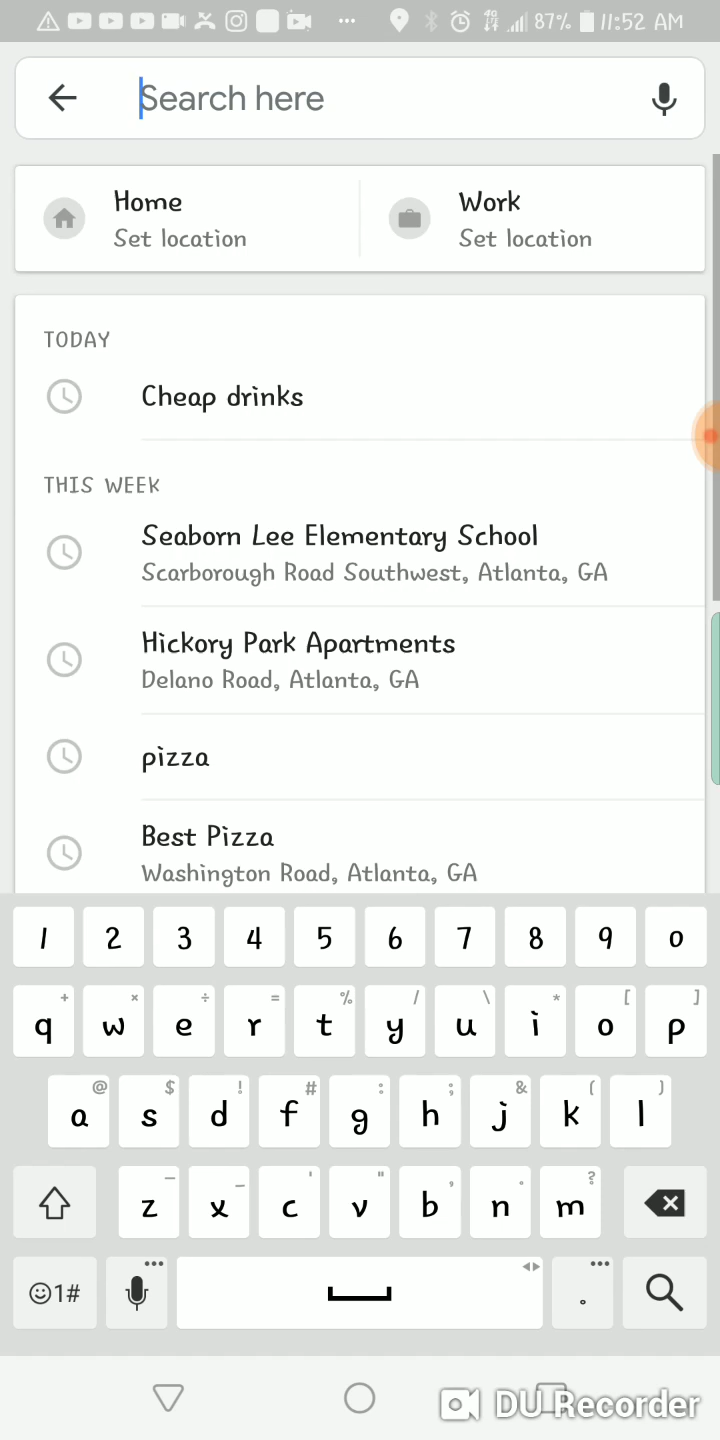 87% 11:52 AM
Search here
Home
Set location
Work
Set location
TODAY
Cheap drinks
THIS WEEK
Seaborn Lee Elementary School
Scarborough Road Southwest, Atlanta, GA
Hickory Park Apartments
Delano Road, Atlanta, GA
pizza
Best Pizza
Washington Road, Atlanta, GA
1 2 3 4 5 6 7 8 9 0
+ × ÷ = % / \ * [ ]
q w e r t y u i o p
@ $ ! # : ; & ( )
a s d f g h j k l
– _ ' " , ° ?
z x c v b n m
1# .
DU Recorder